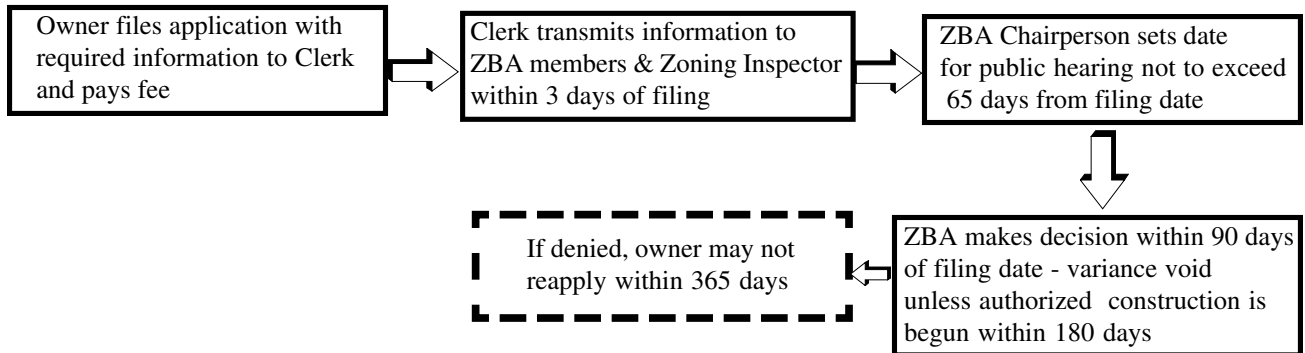 Owner files application with
required information to Clerk
and pays fee
Clerk transmits information to
ZBA members & Zoning Inspector
within 3 days of filing
ZBA Chairperson sets date
for public hearing not to exceed
65 days from filing date
ZBA makes decision within 90 days
of filing date - variance void
unless authorized construction is
begun within 180 days
If denied, owner may not
reapply within 365 days